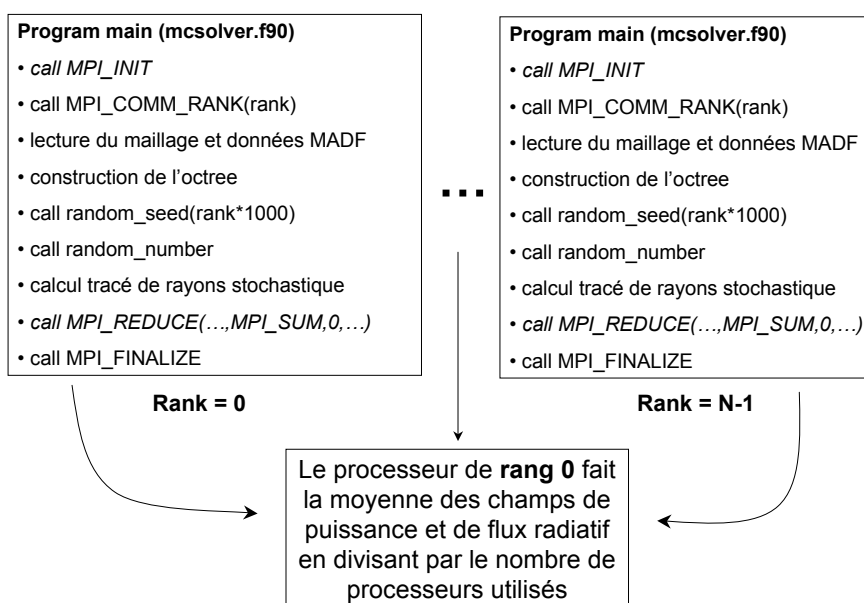 Program main (mcsolver.f90)
• call MPI_INIT
• call MPI_COMM_RANK(rank)
• lecture du maillage et données MADF
• construction de l'octree
• call random_seed(rank*1000)
• call random_number
• calcul tracé de rayons stochastique
• call MPI_REDUCE(…,MPI_SUM,0,…)
• call MPI_FINALIZE
Rank = 0
...
Program main (mcsolver.f90)
• call MPI_INIT
• call MPI_COMM_RANK(rank)
• lecture du maillage et données MADF
• construction de l'octree
• call random_seed(rank*1000)
• call random_number
• calcul tracé de rayons stochastique
• call MPI_REDUCE(…,MPI_SUM,0,…)
• call MPI_FINALIZE
Rank = N-1
Le processeur de rang 0 fait
la moyenne des champs de
puissance et de flux radiatif
en divisant par le nombre de
processeurs utilisés